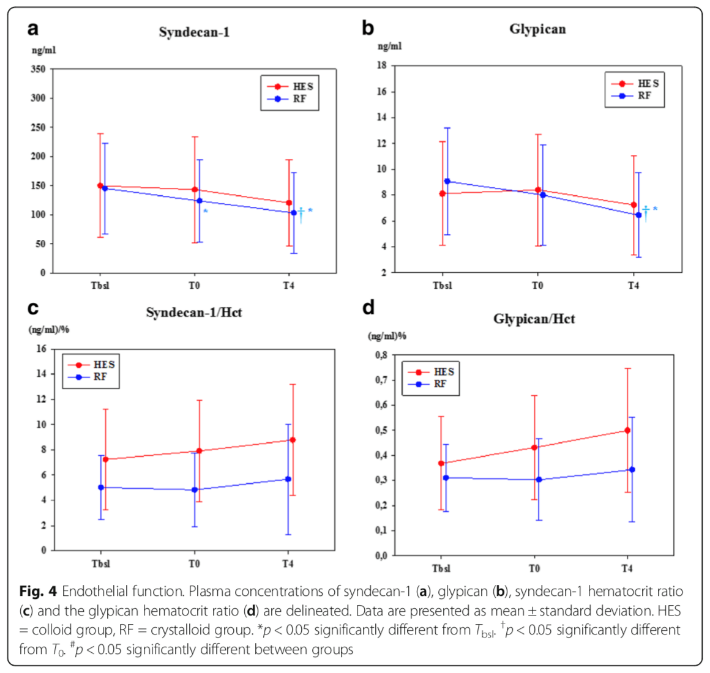 a
Syndecan-1
ng/ml
350
300
250
200
150
100
50
0
HES
RF
*
† *
Tbsl T0 T4
b
Glypican
ng/ml
18
16
14
12
10
8
6
4
2
HES
RF
† *
Tbsl T0 T4
c
Syndecan-1/Hct
(ng/ml)/%
16
14
12
10
8
6
4
2
0
HES
RF
Tbsl T0 T4
d
Glypican/Hct
(ng/ml)%
0,8
0,7
0,6
0,5
0,4
0,3
0,2
0,1
0,0
HES
RF
Tbsl T0 T4
Fig. 4 Endothelial function. Plasma concentrations of syndecan-1 (a), glypican (b), syndecan-1 hematocrit ratio
(c) and the glypican hematocrit ratio (d) are delineated. Data are presented as mean ± standard deviation. HES
= colloid group, RF = crystalloid group. *p < 0.05 significantly different from Tbsl. †p < 0.05 significantly different
from T0. #p < 0.05 significantly different between groups